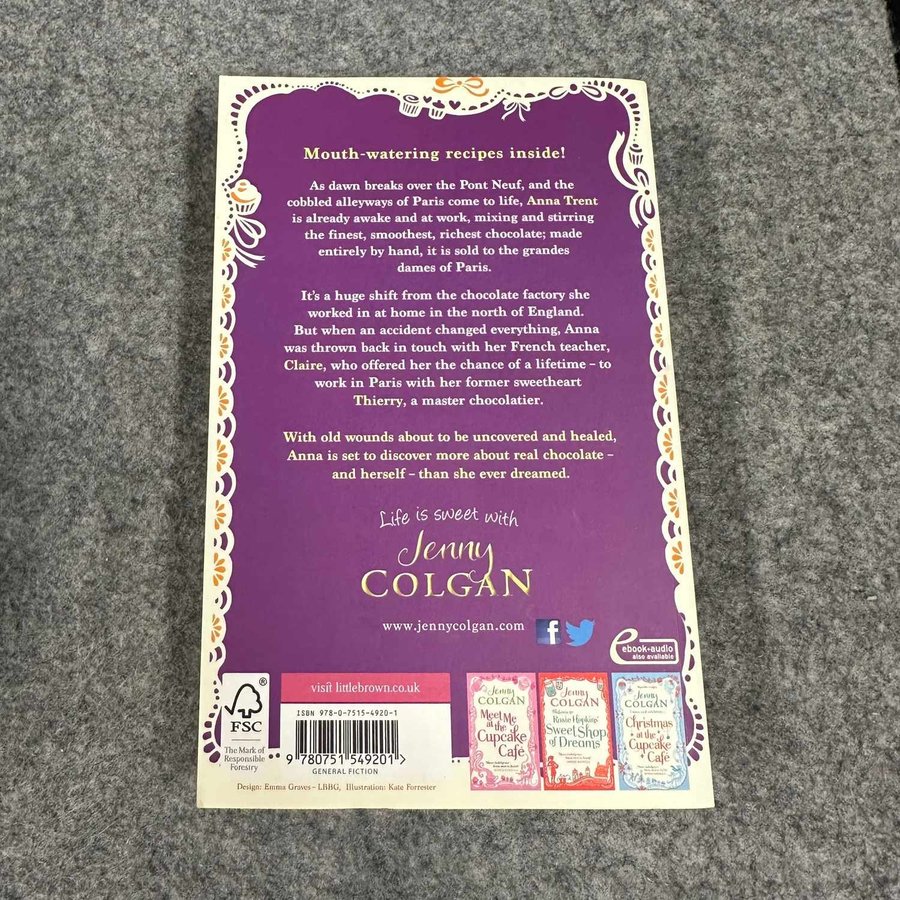 Mouth-watering recipes inside!
As dawn breaks over the Pont Neuf, and the
cobbled alleyways of Paris come to life, Anna Trent
is already awake and at work, mixing and stirring
the finest, smoothest, richest chocolate; made
entirely by hand, it is sold to the grandes
dames of Paris.
It's a huge shift from the chocolate factory she
worked in at home in the north of England.
But when an accident changed everything, Anna
was thrown back in touch with her French teacher,
Claire, who offered her the chance of a lifetime – to
work in Paris with her former sweetheart
Thierry, a master chocolatier.
With old wounds about to be uncovered and healed,
Anna is set to discover more about real chocolate –
and herself – than she ever dreamed.
Life is sweet with
Jenny
COLGAN
www.jennycolgan.com
ebook-audio
also available
FSC
The Mark of
Responsible
Forestry
visit littlebrown.co.uk
ISBN 978-0-7515-4920-1
9 780751 549201 >
GENERAL FICTION
Jenny
COLGAN
Meet Me
at the
Cupcake
Café
Jenny
COLGAN
Welcome to
Rosie Hopkins'
Sweet Shop
of Dreams
Jenny
COLGAN
Christmas
at the
Cupcake
Café
Design: Emma Graves – LBBG, Illustration: Kate Forrester